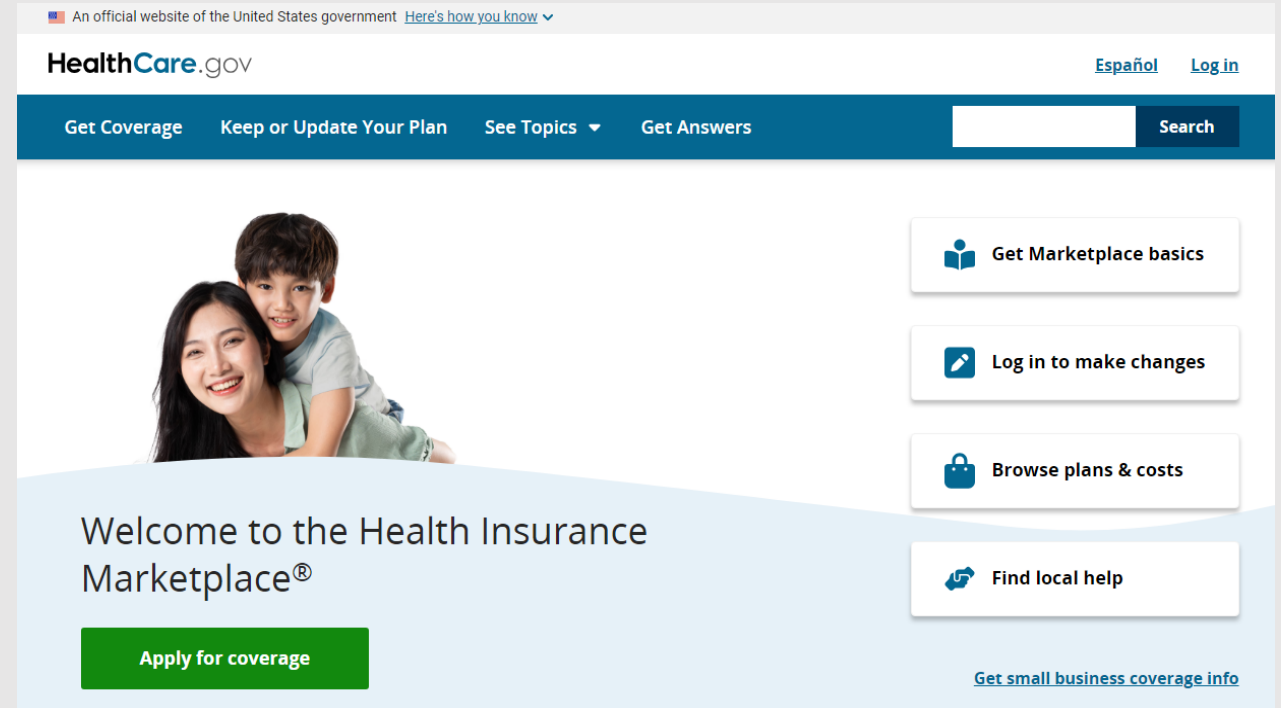 An official website of the United States government Here's how you know
HealthCare.gov
Español Log in
Get Coverage Keep or Update Your Plan See Topics Get Answers Search
Get Marketplace basics
Log in to make changes
Browse plans & costs
Find local help
Welcome to the Health Insurance
Marketplace®
Apply for coverage
Get small business coverage info